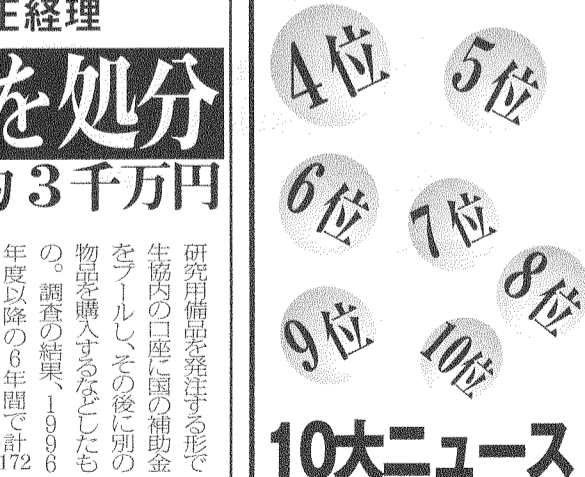 正経理
を処分
約3千万円
研究用備品を発注する形で
生協内の口座に国の補助金
をプールし、その後に別の
物品を購入するなどしたも
の。調査の結果、1996
年度以降の6年間で計172
4位
5位
6位
7位
8位
9位
10位
10大ニュース